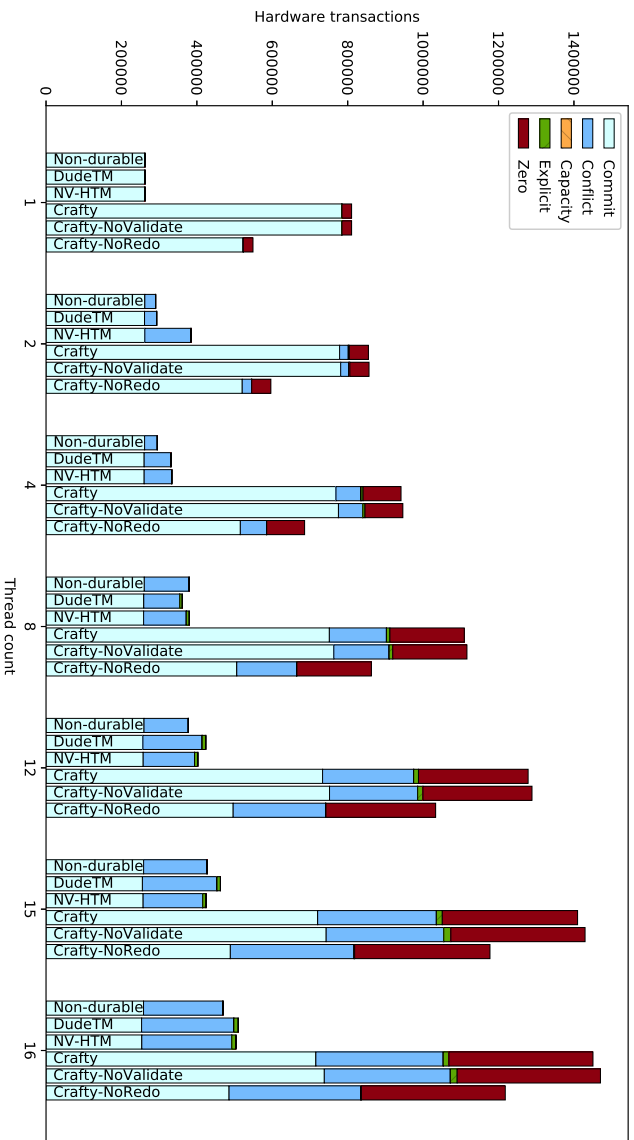 Hardware transactions
0
200000
400000
600000
800000
1000000
1200000
1400000
Commit
Conflict
Capacity
Explicit
Zero
Non-durable
DudeTM
NV-HTM
Crafty
Crafty-NoValidate
Crafty-NoRedo
1
Non-durable
DudeTM
NV-HTM
Crafty
Crafty-NoValidate
Crafty-NoRedo
2
Non-durable
DudeTM
NV-HTM
Crafty
Crafty-NoValidate
Crafty-NoRedo
4
Non-durable
DudeTM
NV-HTM
Crafty
Crafty-NoValidate
Crafty-NoRedo
8
Non-durable
DudeTM
NV-HTM
Crafty
Crafty-NoValidate
Crafty-NoRedo
12
Non-durable
DudeTM
NV-HTM
Crafty
Crafty-NoValidate
Crafty-NoRedo
15
Non-durable
DudeTM
NV-HTM
Crafty
Crafty-NoValidate
Crafty-NoRedo
16
Thread count